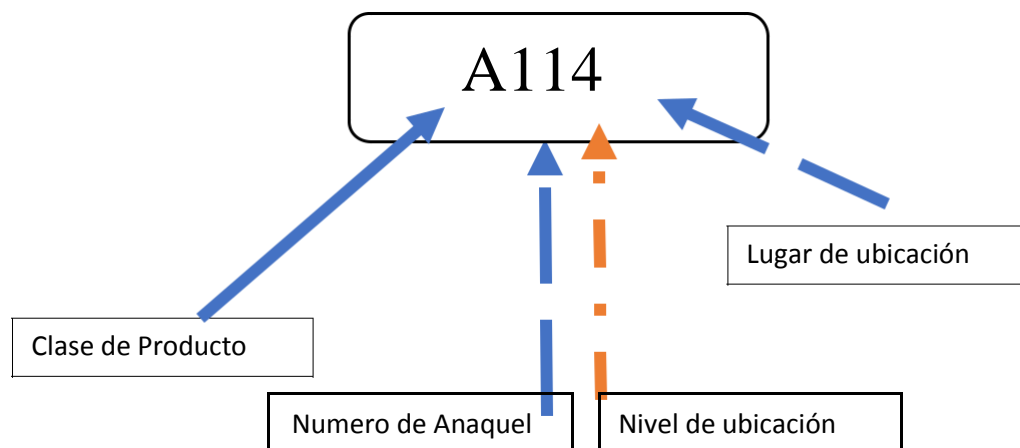 A114
Lugar de ubicación
Clase de Producto
Numero de Anaquel
Nivel de ubicación